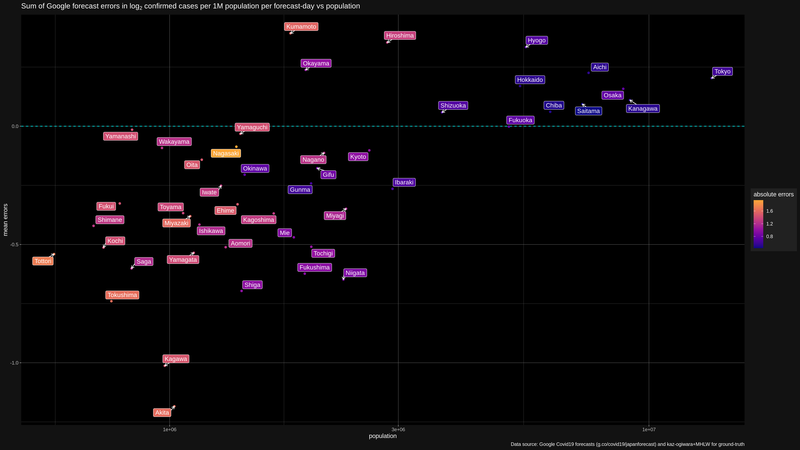 Sum of Google forecast errors in log2 confirmed cases per 1M population per forecast-day vs population
Kumamoto
Hiroshima
Hyogo
Okayama
Aichi
Tokyo
Hokkaido
Osaka
Shizuoka
Chiba
Saitama
Kanagawa
Fukuoka
0.0
Yamaguchi
Yamanashi
Wakayama
Nagasaki
Kyoto
Nagano
Oita
Okinawa
Gifu
Ibaraki
Gunma
Iwate
Fukui
Toyama
Ehime
Miyagi
Shimane
Miyazaki
Kagoshima
Ishikawa
Mie
Kochi
Aomori
-0.5
Tochigi
Tottori
Saga
Yamagata
Fukushima
Niigata
Shiga
Tokushima
Kagawa
-1.0
Akita
mean errors
absolute errors
1.6
1.2
0.8
1e+06
3e+06
1e+07
population
Data source: Google Covid19 forecasts (g.co/covid19/japanforecast) and kaz-ogiwara+MHLW for ground-truth